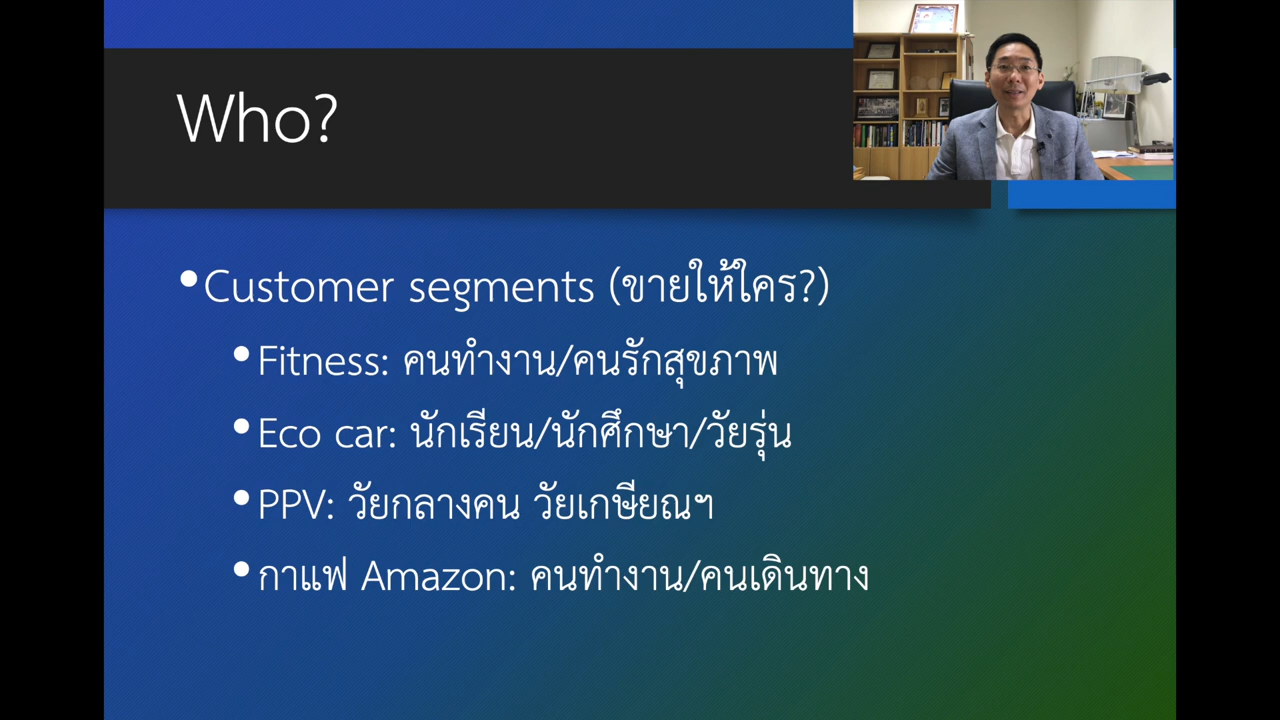 Who?
•Customer segments (ขายให้ใคร?)
•Fitness: คนทำงาน/คนรักสุขภาพ
•Eco car: นักเรียน/นักศึกษา/วัยรุ่น
•PPV: วัยกลางคน วัยเกษียณฯ
•กาแฟ Amazon: คนทำงาน/คนเดินทาง